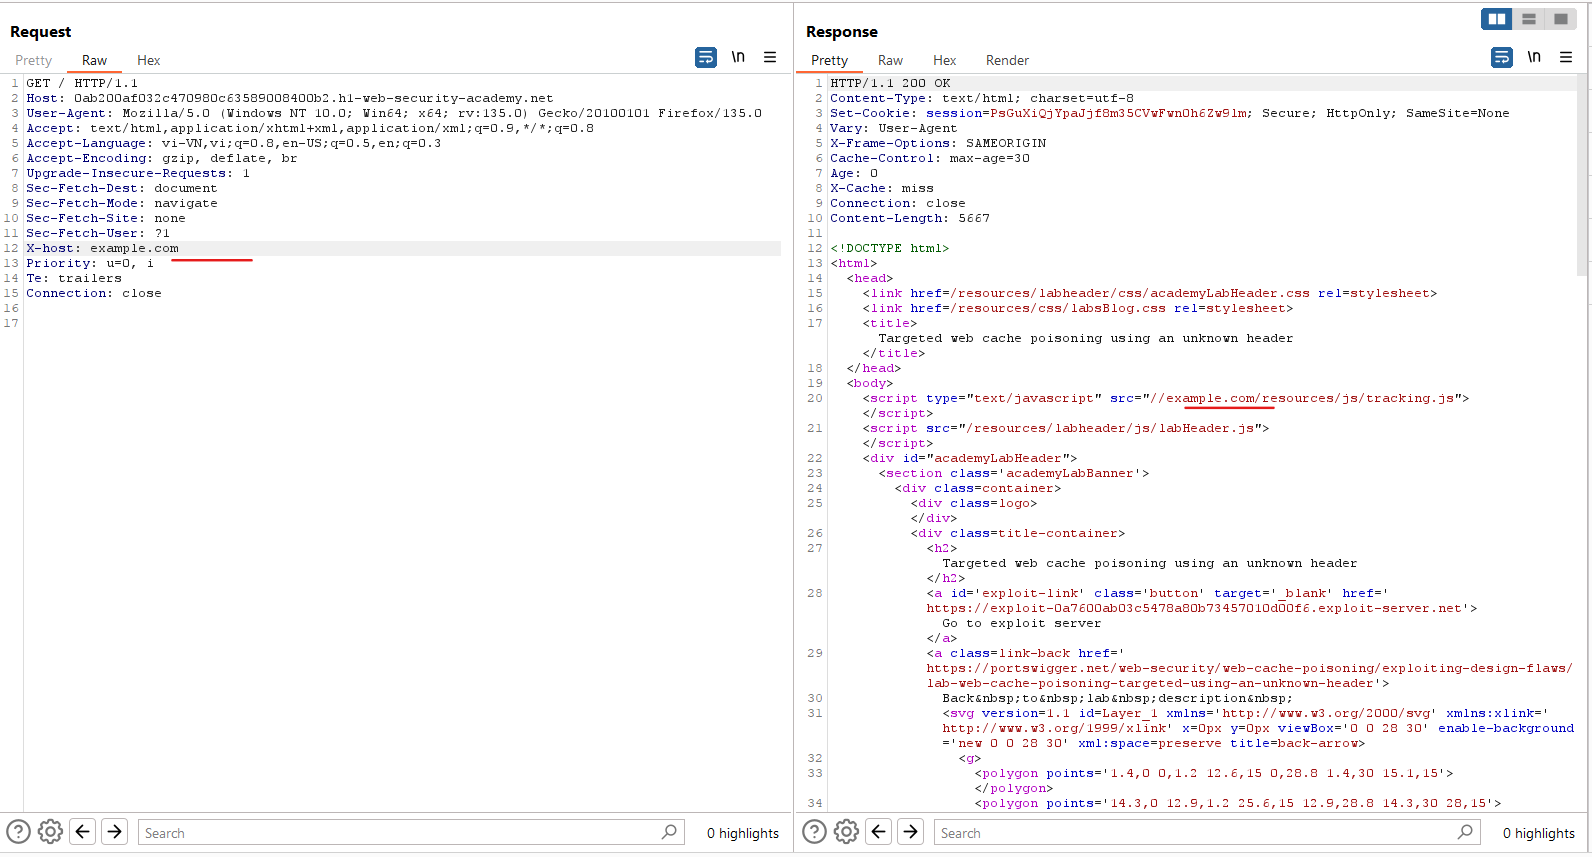 Request
Pretty Raw Hex
\n
1 GET / HTTP/1.1
2 Host: 0ab200af032c470980c63589008400b2.h1-web-security-academy.net
3 User-Agent: Mozilla/5.0 (Windows NT 10.0; Win64; x64; rv:135.0) Gecko/20100101 Firefox/135.0
4 Accept: text/html,application/xhtml+xml,application/xml;q=0.9,*/*;q=0.8
5 Accept-Language: vi-VN,vi;q=0.8,en-US;q=0.5,en;q=0.3
6 Accept-Encoding: gzip, deflate, br
7 Upgrade-Insecure-Requests: 1
8 Sec-Fetch-Dest: document
9 Sec-Fetch-Mode: navigate
10 Sec-Fetch-Site: none
11 Sec-Fetch-User: ?1
12 X-host: example.com
13 Priority: u=0, i
14 Te: trailers
15 Connection: close
16
17
Search
0 highlights
Response
Pretty Raw Hex Render
\n
1 HTTP/1.1 200 OK
2 Content-Type: text/html; charset=utf-8
3 Set-Cookie: session=PsGuXiQjYpaJjf8m35CVwFwnOh6Zw9lm; Secure; HttpOnly; SameSite=None
4 Vary: User-Agent
5 X-Frame-Options: SAMEORIGIN
6 Cache-Control: max-age=30
7 Age: 0
8 X-Cache: miss
9 Connection: close
10 Content-Length: 5667
11
12 <!DOCTYPE html>
13 <html>
14 <head>
15 <link href=/resources/labheader/css/academyLabHeader.css rel=stylesheet>
16 <link href=/resources/css/labsBlog.css rel=stylesheet>
17 <title>
Targeted web cache poisoning using an unknown header
</title>
18 </head>
19 <body>
20 <script type="text/javascript" src="//example.com/resources/js/tracking.js">
</script>
21 <script src="/resources/labheader/js/labHeader.js">
</script>
22 <div id="academyLabHeader">
23 <section class='academyLabBanner'>
24 <div class=container>
25 <div class=logo>
</div>
26 <div class=title-container>
27 <h2>
Targeted web cache poisoning using an unknown header
</h2>
28 <a id='exploit-link' class='button' target='_blank' href='
https://exploit-0a7600ab03c5478a80b73457010d00f6.exploit-server.net'>
Go to exploit server
</a>
29 <a class=link-back href='
https://portswigger.net/web-security/web-cache-poisoning/exploiting-design-flaws/
lab-web-cache-poisoning-targeted-using-an-unknown-header'>
30 Back&nbsp;to&nbsp;lab&nbsp;description&nbsp;
31 <svg version=1.1 id=Layer_1 xmlns='http://www.w3.org/2000/svg' xmlns:xlink='
http://www.w3.org/1999/xlink' x=0px y=0px viewBox='0 0 28 30' enable-background
='new 0 0 28 30' xml:space=preserve title=back-arrow>
32 <g>
33 <polygon points='1.4,0 0,1.2 12.6,15 0,28.8 1.4,30 15.1,15'>
</polygon>
34 <polygon points='14.3,0 12.9,1.2 25.6,15 12.9,28.8 14.3,30 28,15'>
Search
0 highlights